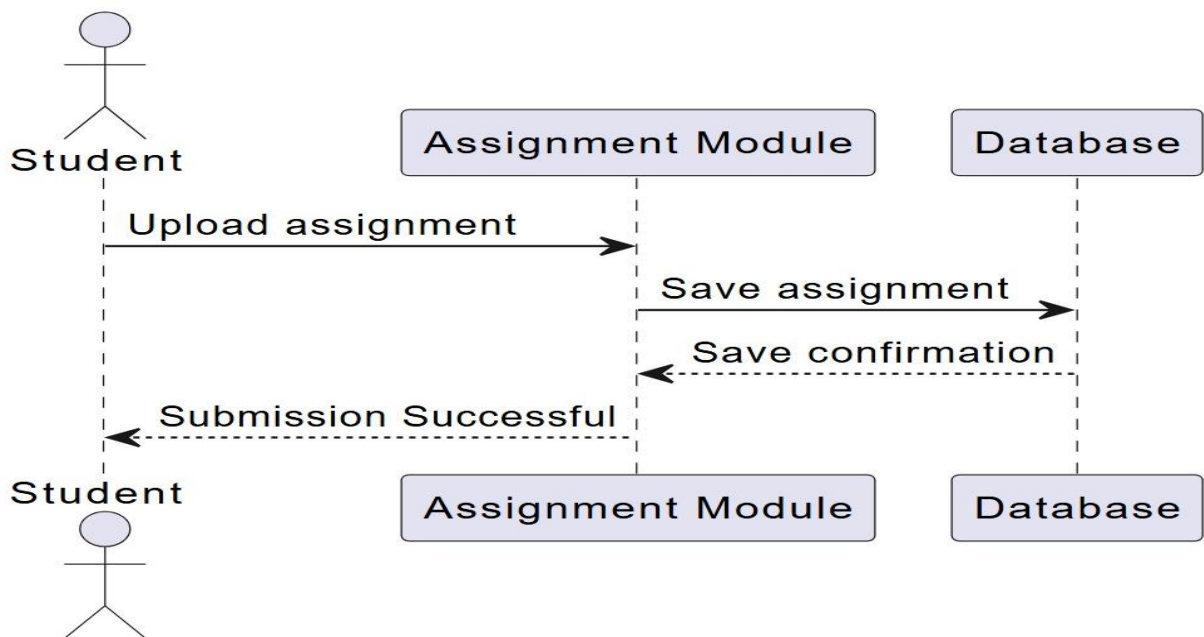 Student
Assignment Module
Database
Upload assignment
Save assignment
Save confirmation
Submission Successful
Student
Assignment Module
Database